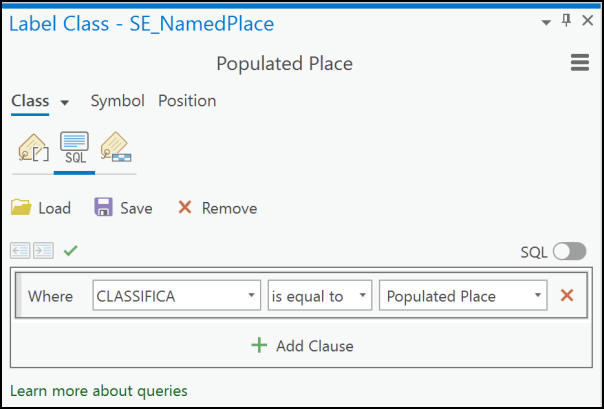 Label Class - SE_NamedPlace
Populated Place
Class Symbol Position
SQL
Load Save Remove
SQL
Where CLASSIFICA is equal to Populated Place
Add Clause
Learn more about queries